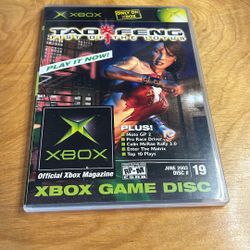 XBOX
ONLY ON XBOX
TAO FENG
FIST OF THE LOTUS
PLAY IT NOW!
XBOX
PLUS!
• Moto GP 2
• Pro Race Driver
• Colin McRae Rally 3.0
• Enter The Matrix
• Top 10 Plays
Official Xbox Magazine
JUNE 2003
DISC #
19
XBOX GAME DISC